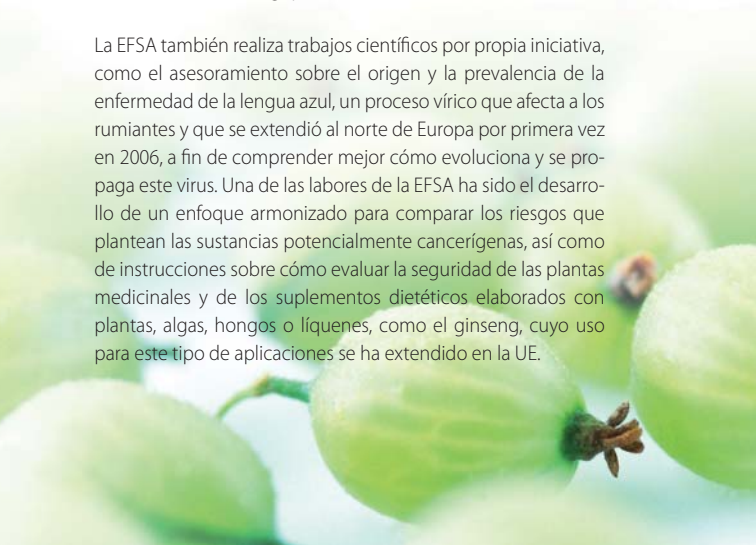 La EFSA también realiza trabajos científicos por propia iniciativa,
como el asesoramiento sobre el origen y la prevalencia de la
enfermedad de la lengua azul, un proceso vírico que afecta a los
rumiantes y que se extendió al norte de Europa por primera vez
en 2006, a fin de comprender mejor cómo evoluciona y se pro-
paga este virus. Una de las labores de la EFSA ha sido el desarro-
llo de un enfoque armonizado para comparar los riesgos que
plantean las sustancias potencialmente cancerígenas, así como
de instrucciones sobre cómo evaluar la seguridad de las plantas
medicinales y de los suplementos dietéticos elaborados con
plantas, algas, hongos o líquenes, como el ginseng, cuyo uso
para este tipo de aplicaciones se ha extendido en la UE.